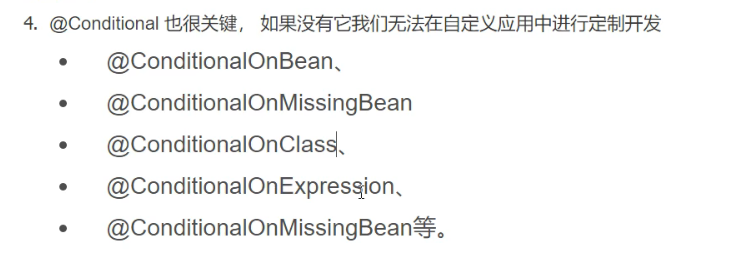 4. @Conditional 也很关键， 如果没有它我们无法在自定义应用中进行定制开发
• @ConditionalOnBean、
• @ConditionalOnMissingBean
• @ConditionalOnClass、
• @ConditionalOnExpression、
• @ConditionalOnMissingBean等。